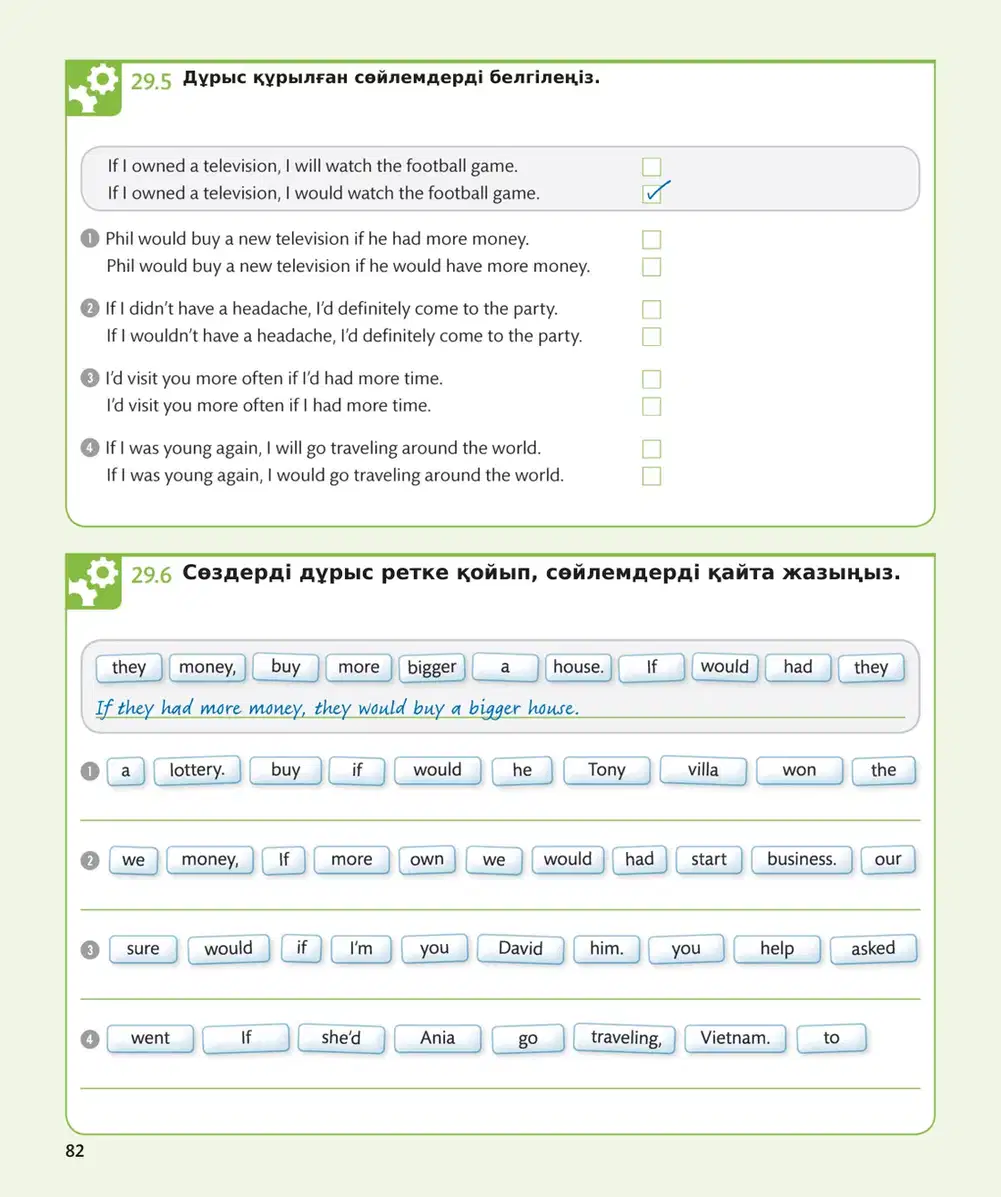 29.5 Дұрыс құрылған сөйлемдерді белгілеңіз.
If I owned a television, I will watch the football game.
If I owned a television, I would watch the football game.
1 Phil would buy a new television if he had more money.
Phil would buy a new television if he would have more money.
2 If I didn’t have a headache, I’d definitely come to the party.
If I wouldn’t have a headache, I’d definitely come to the party.
3 I’d visit you more often if I’d had more time.
I’d visit you more often if I had more time.
4 If I was young again, I will go traveling around the world.
If I was young again, I would go traveling around the world.
29.6 Сөздерді дұрыс ретке қойып, сөйлемдерді қайта жазыңыз.
they money, buy more bigger a house. If would had they
If they had more money, they would buy a bigger house.
1 a lottery. buy if would he Tony villa won the
2 we money, If more own we would had start business. our
3 sure would if I’m you David him. you help asked
4 went If she’d Ania go traveling, Vietnam. to
82